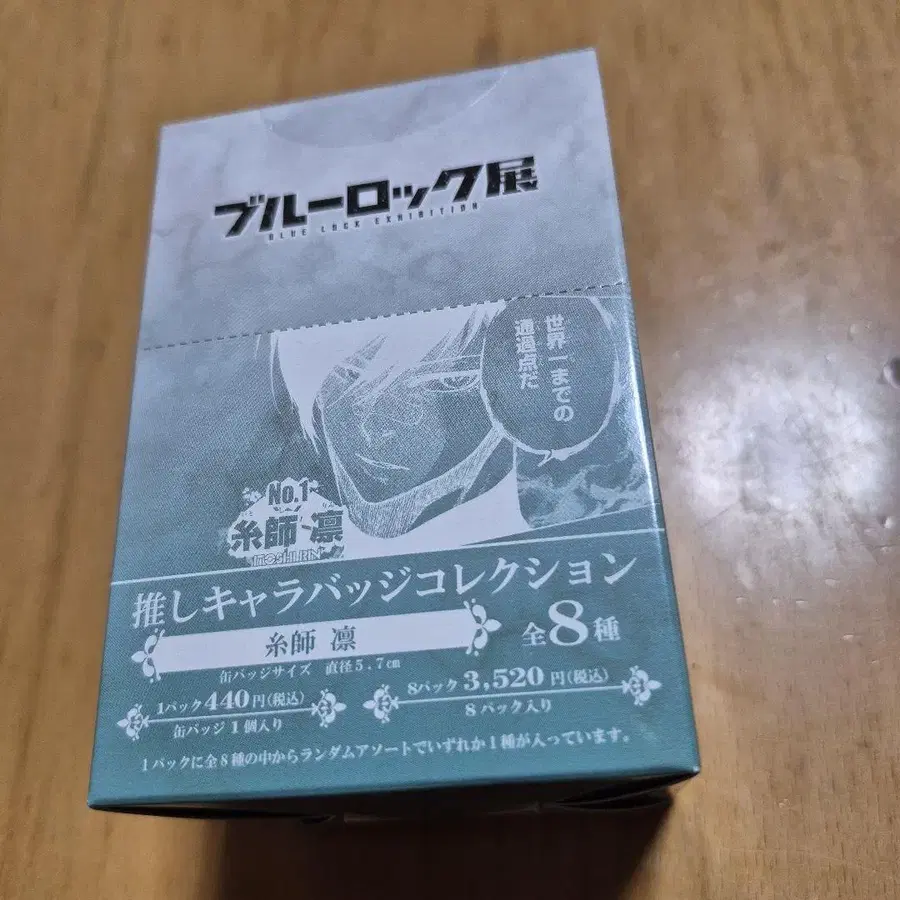 ブルーロック展
BLUE LOCK EXHIBITION
世界一までの
通過点だ
No.1
糸師 凛
ITOSHI RIN
推しキャラバッジコレクション
糸師 凛
全8種
缶バッジサイズ 直径5.7cm
1パック440円(税込)
缶バッジ1個入り
8パック3,520円(税込)
8パック入り
1パックに全8種の中からランダムアソートでいずれか1種が入っています。